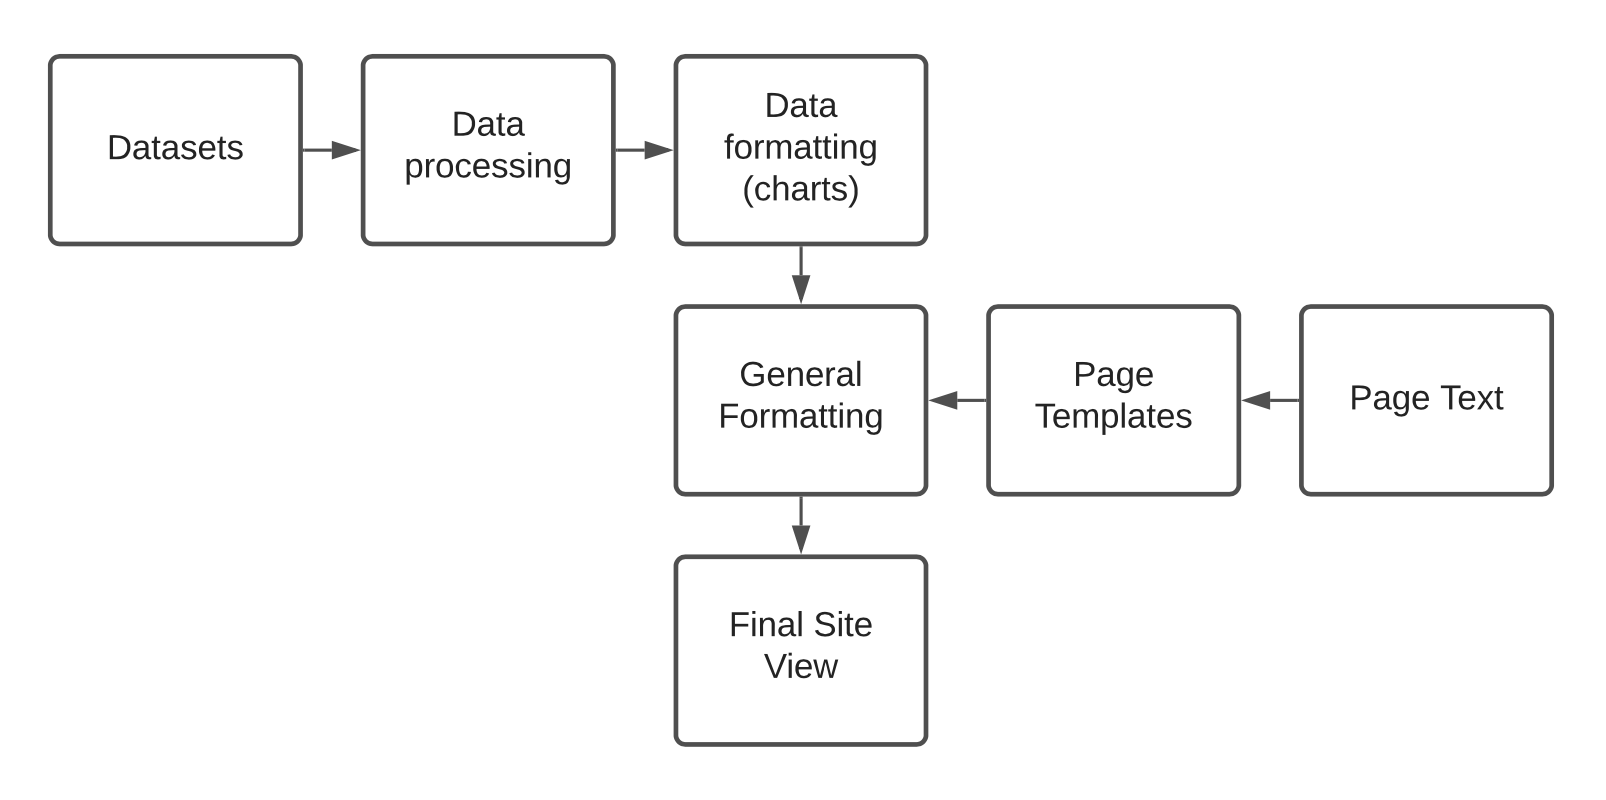 Datasets
Data
processing
Data
formatting
(charts)
General
Formatting
Page
Templates
Page Text
Final Site
View